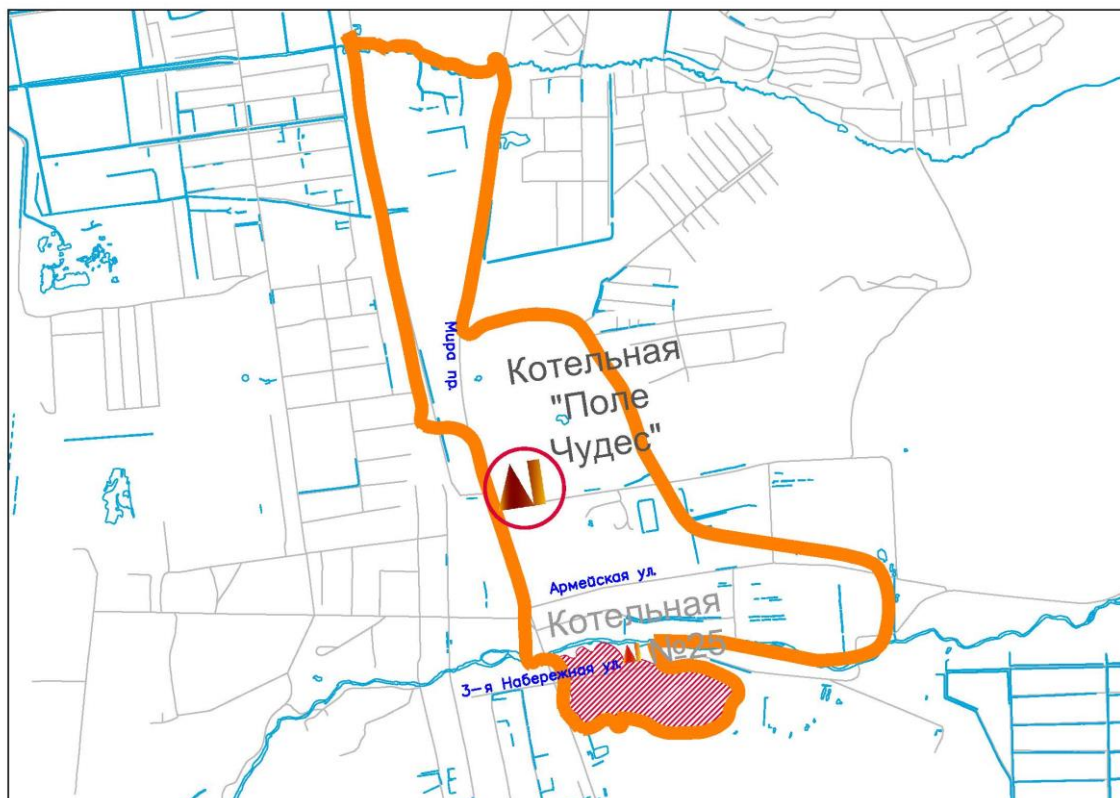 Мира пр.
Котельная
"Поле
Чудес"
Армейская ул.
Котельная
№25
3-я Набережная ул.